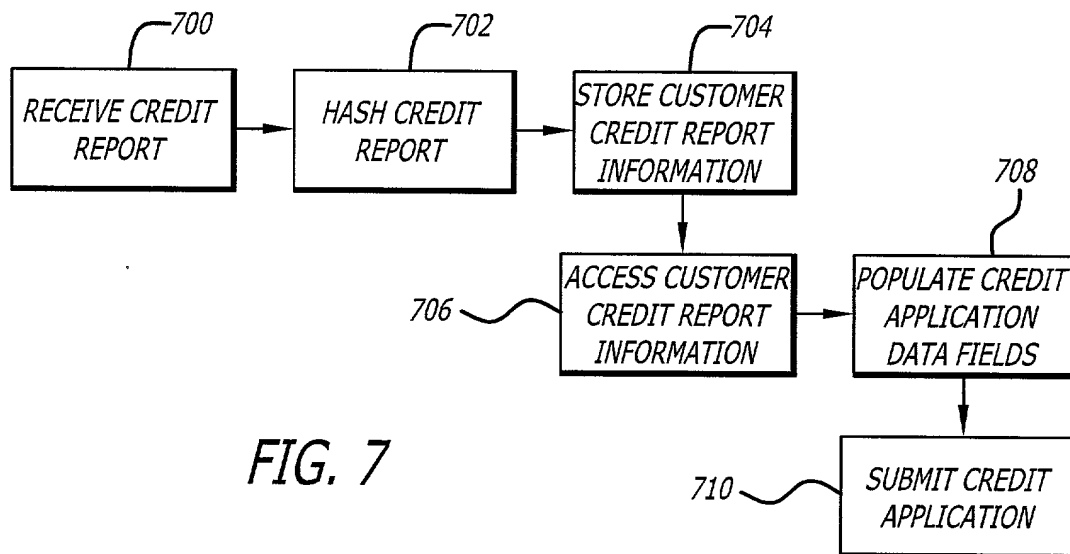 700
702
704
RECEIVE CREDIT
REPORT
HASH CREDIT
REPORT
STORE CUSTOMER
CREDIT REPORT
INFORMATION
706
ACCESS CUSTOMER
CREDIT REPORT
INFORMATION
708
POPULATE CREDIT
APPLICATION
DATA FIELDS
FIG. 7
710
SUBMIT CREDIT
APPLICATION